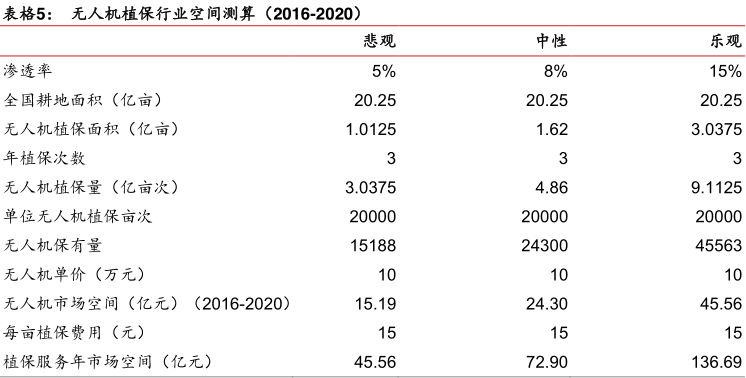 表格5： 无人机植保行业空间测算（2016-2020）
悲观 中性 乐观
渗透率 5% 8% 15%
全国耕地面积（亿亩） 20.25 20.25 20.25
无人机植保面积（亿亩） 1.0125 1.62 3.0375
年植保次数 3 3 3
无人机植保量（亿亩次） 3.0375 4.86 9.1125
单位无人机植保亩次 20000 20000 20000
无人机保有量 15188 24300 45563
无人机单价（万元） 10 10 10
无人机市场空间（亿元）（2016-2020） 15.19 24.30 45.56
每亩植保费用（元） 15 15 15
植保服务年市场空间（亿元） 45.56 72.90 136.69